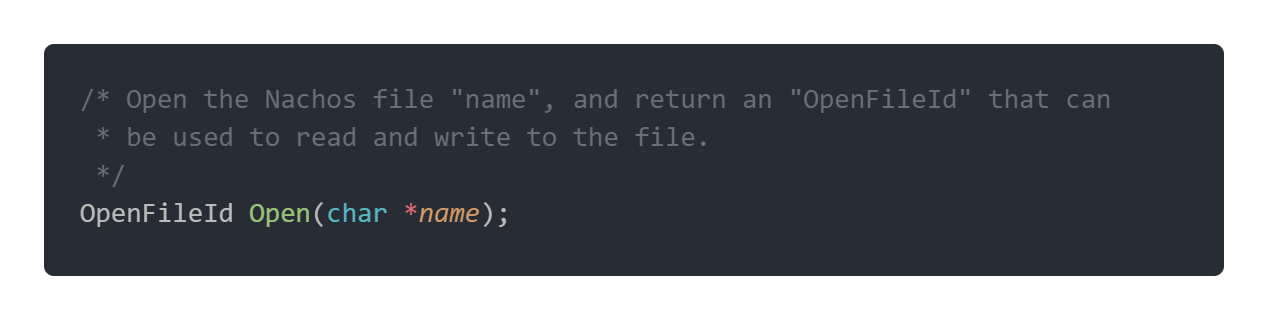 /* Open the Nachos file "name", and return an "OpenFileId" that can
 * be used to read and write to the file.
 */
OpenFileId Open(char *name);